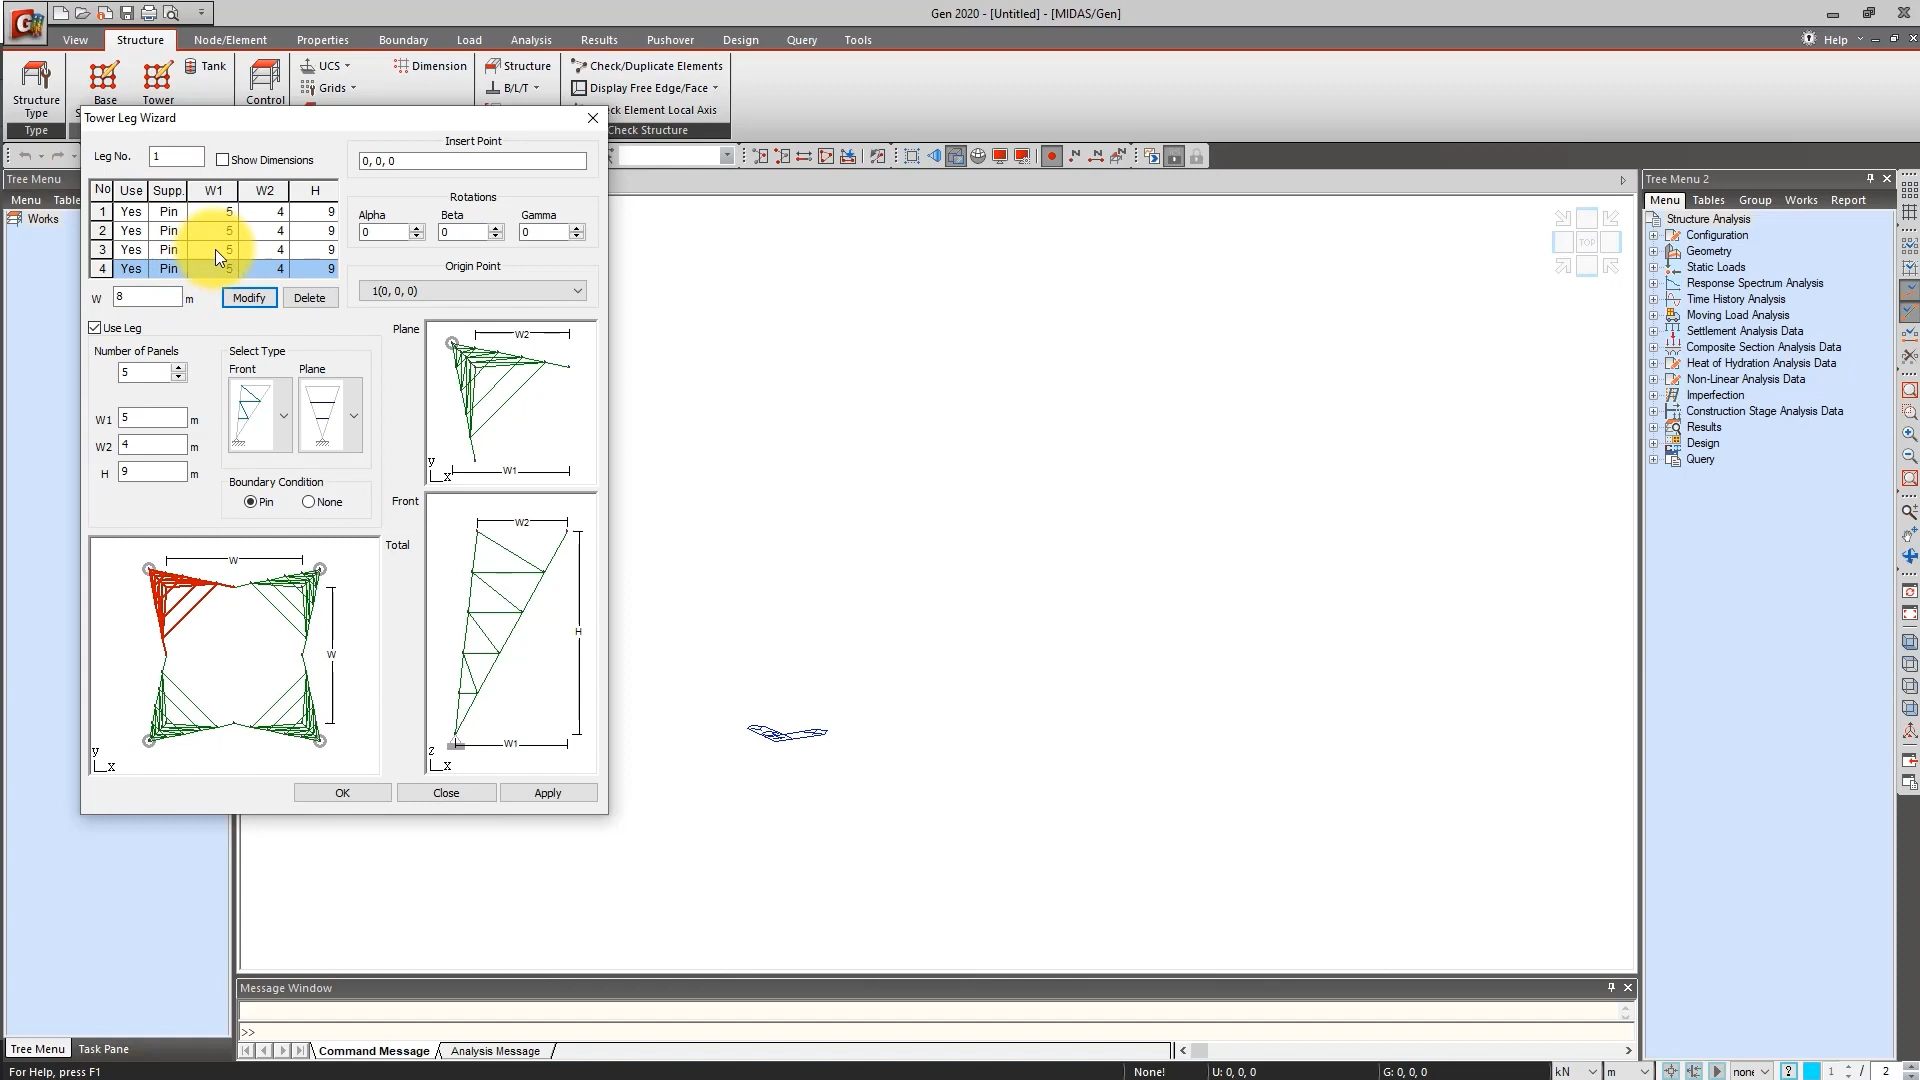 Gen 2020 - [Untitled] - [MIDAS/Gen]
View Structure Node/Element Properties Boundary Load Analysis Results Pushover Design Query Tools Help
Tank UCS Dimension Structure Check/Duplicate Elements
Grids B/L/T Display Free Edge/Face
Structure Type Base Tower Control
ck Element Local Axis
Type Check Structure
Tower Leg Wizard
Leg No. 1 Show Dimensions
Insert Point
0, 0, 0
No Use Supp. W1 W2 H
1 Yes Pin 5 4 9
2 Yes Pin 5 4 9
3 Yes Pin 5 4 9
4 Yes Pin 5 4 9
Rotations
Alpha Beta Gamma
0 0 0
Origin Point
1(0, 0, 0)
W 8 m Modify Delete
Use Leg
Number of Panels
5
Select Type
Front Plane
W1 5 m
W2 4 m
H 9 m
Boundary Condition
Pin None
Plane
W2
y
x
W1
Front
W2
H
W1
z
x
Total
W
W
y
x
OK Close Apply
Tree Menu
Menu Table
Works
Tree Menu 2
Menu Tables Group Works Report
Structure Analysis
Configuration
Geometry
Static Loads
Response Spectrum Analysis
Time History Analysis
Moving Load Analysis
Settlement Analysis Data
Composite Section Analysis Data
Heat of Hydration Analysis Data
Non-Linear Analysis Data
Imperfection
Construction Stage Analysis Data
Results
Design
Query
TOP
Message Window
>>
Command Message Analysis Message
Tree Menu Task Pane
For Help, press F1
None! U: 0, 0, 0 G: 0, 0, 0 kN m none ? 1 / 2